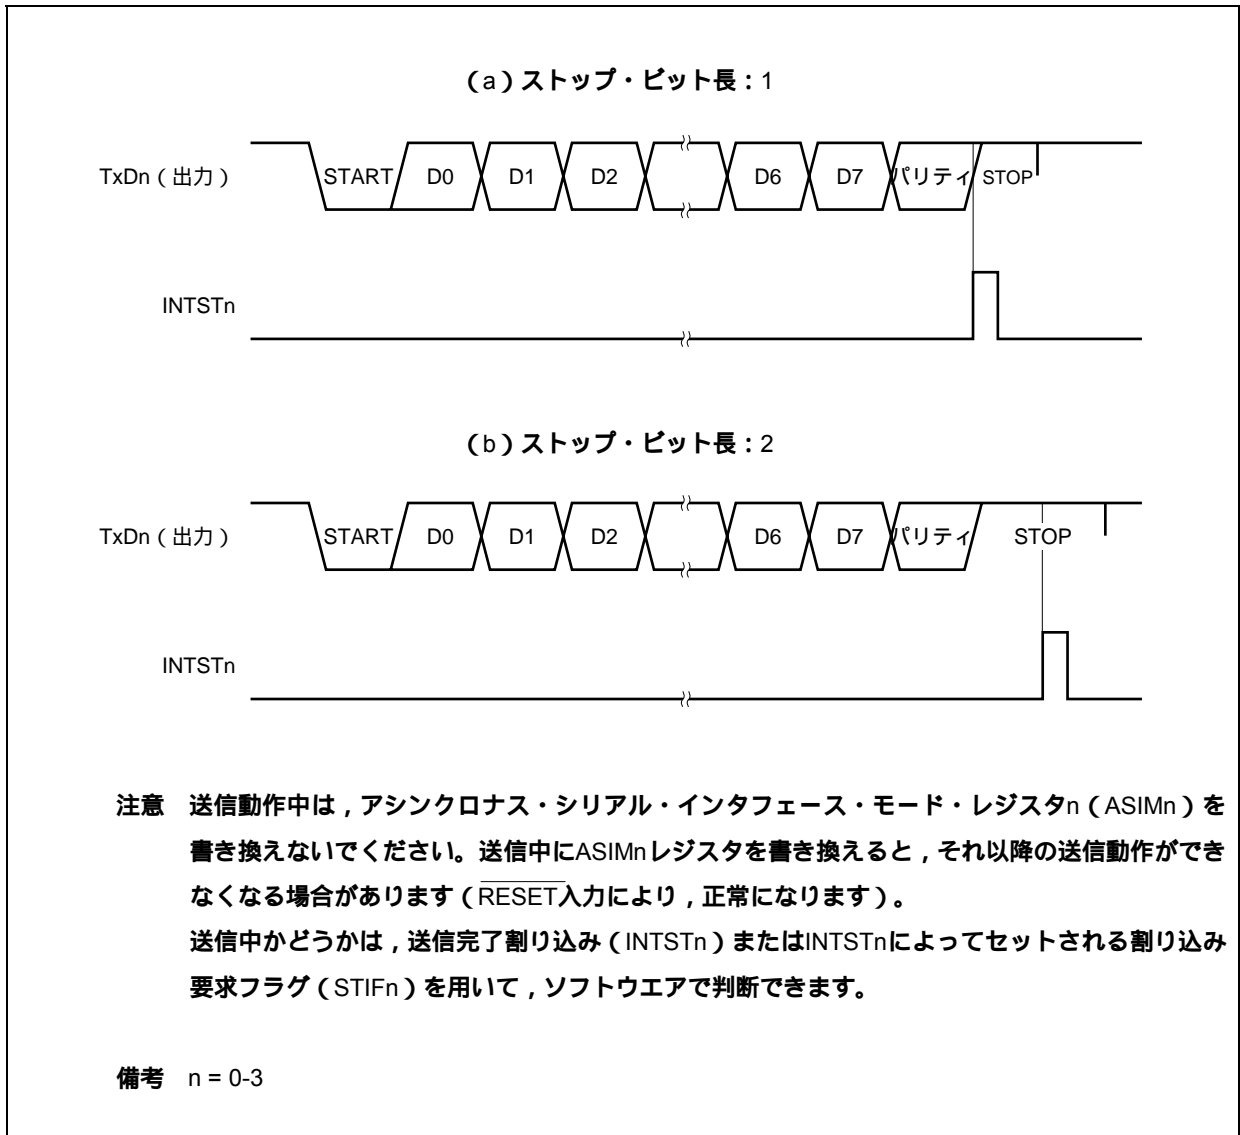 （a）ストップ・ビット長：1
TxDn（出力）
START D0 D1 D2 D6 D7 パリティ STOP
INTSTn
（b）ストップ・ビット長：2
TxDn（出力）
START D0 D1 D2 D6 D7 パリティ STOP
INTSTn
注意 送信動作中は，アシンクロナス・シリアル・インタフェース・モード・レジスタn（ASIMn）を
書き換えないでください。送信中にASIMnレジスタを書き換えると，それ以降の送信動作ができ
なくなる場合があります（RESET入力により，正常になります）。
送信中かどうかは，送信完了割り込み（INTSTn）またはINTSTnによってセットされる割り込み
要求フラグ（STIFn）を用いて，ソフトウエアで判断できます。
備考 n = 0-3